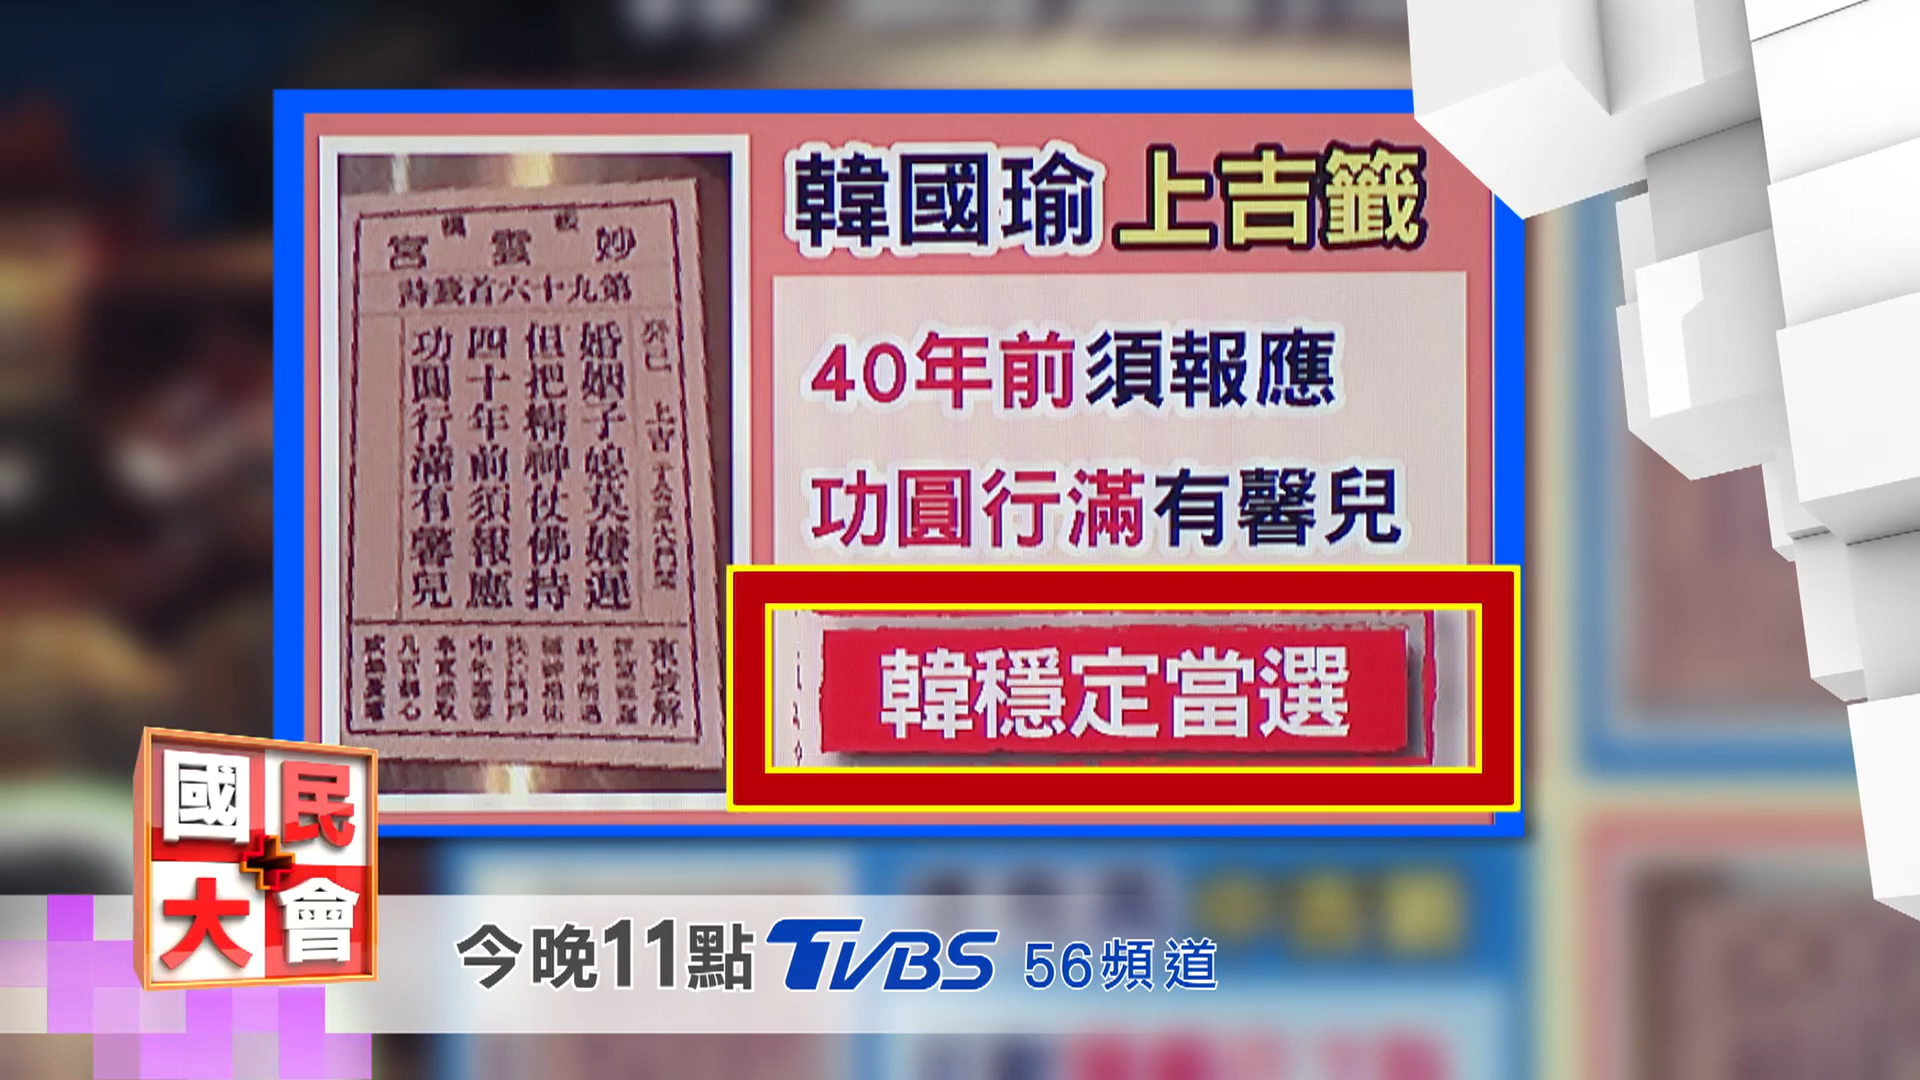 韓國瑜上吉籤
40年前須報應
功圓行滿有馨兒
韓穩定當選
妙雲宮
第九十六首籤詩
癸巳 上吉
婚姻子媳莫嫌遲
但把精神仗佛持
四十年前須報應
功圓行滿有馨兒
東坡解
國民大會
今晚11點 TVBS 56頻道